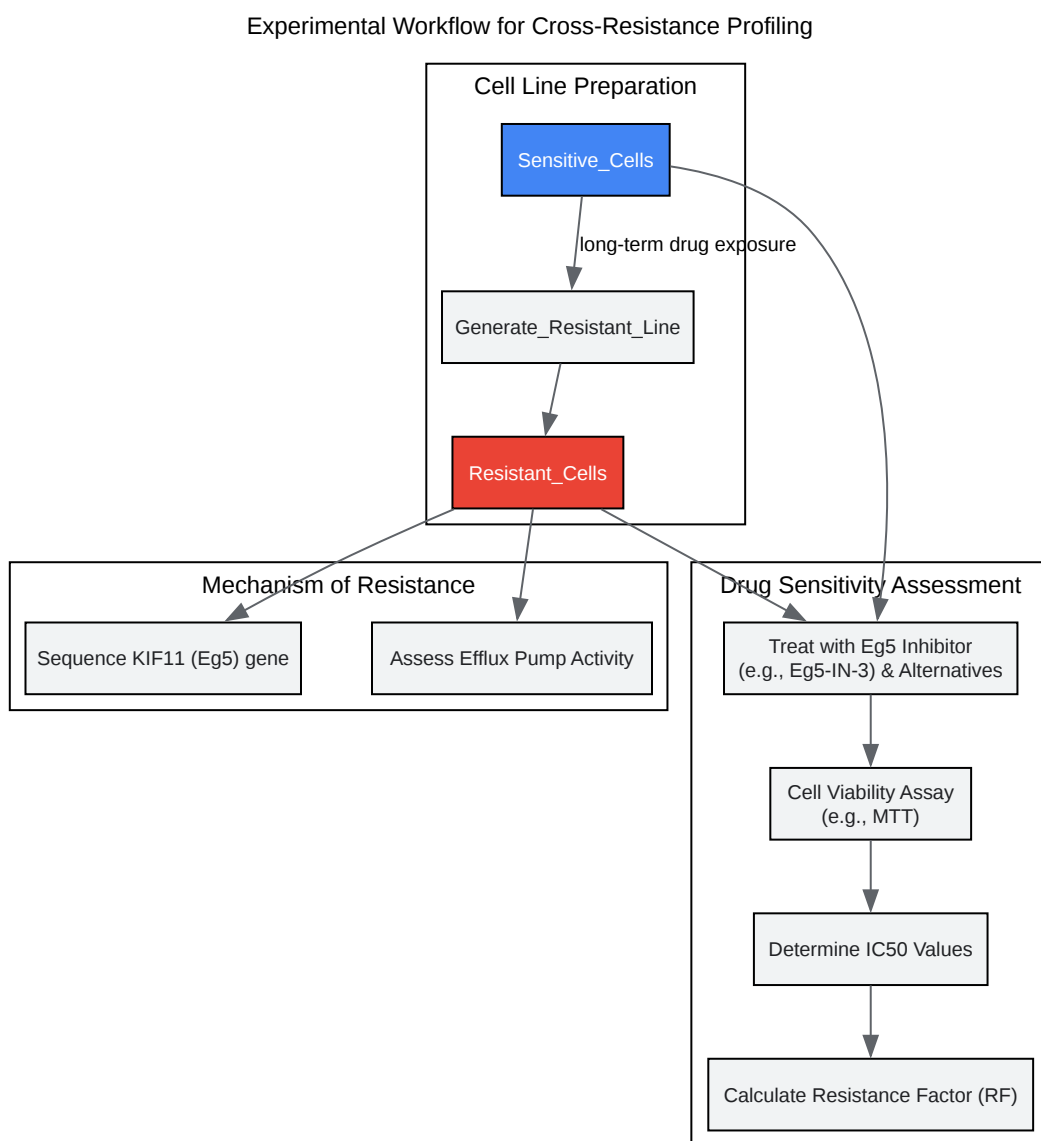 Experimental Workflow for Cross-Resistance Profiling
Cell Line Preparation
Sensitive_Cells
long-term drug exposure
Generate_Resistant_Line
Resistant_Cells
Mechanism of Resistance
Sequence KIF11 (Eg5) gene
Assess Efflux Pump Activity
Drug Sensitivity Assessment
Treat with Eg5 Inhibitor
(e.g., Eg5-IN-3) & Alternatives
Cell Viability Assay
(e.g., MTT)
Determine IC50 Values
Calculate Resistance Factor (RF)